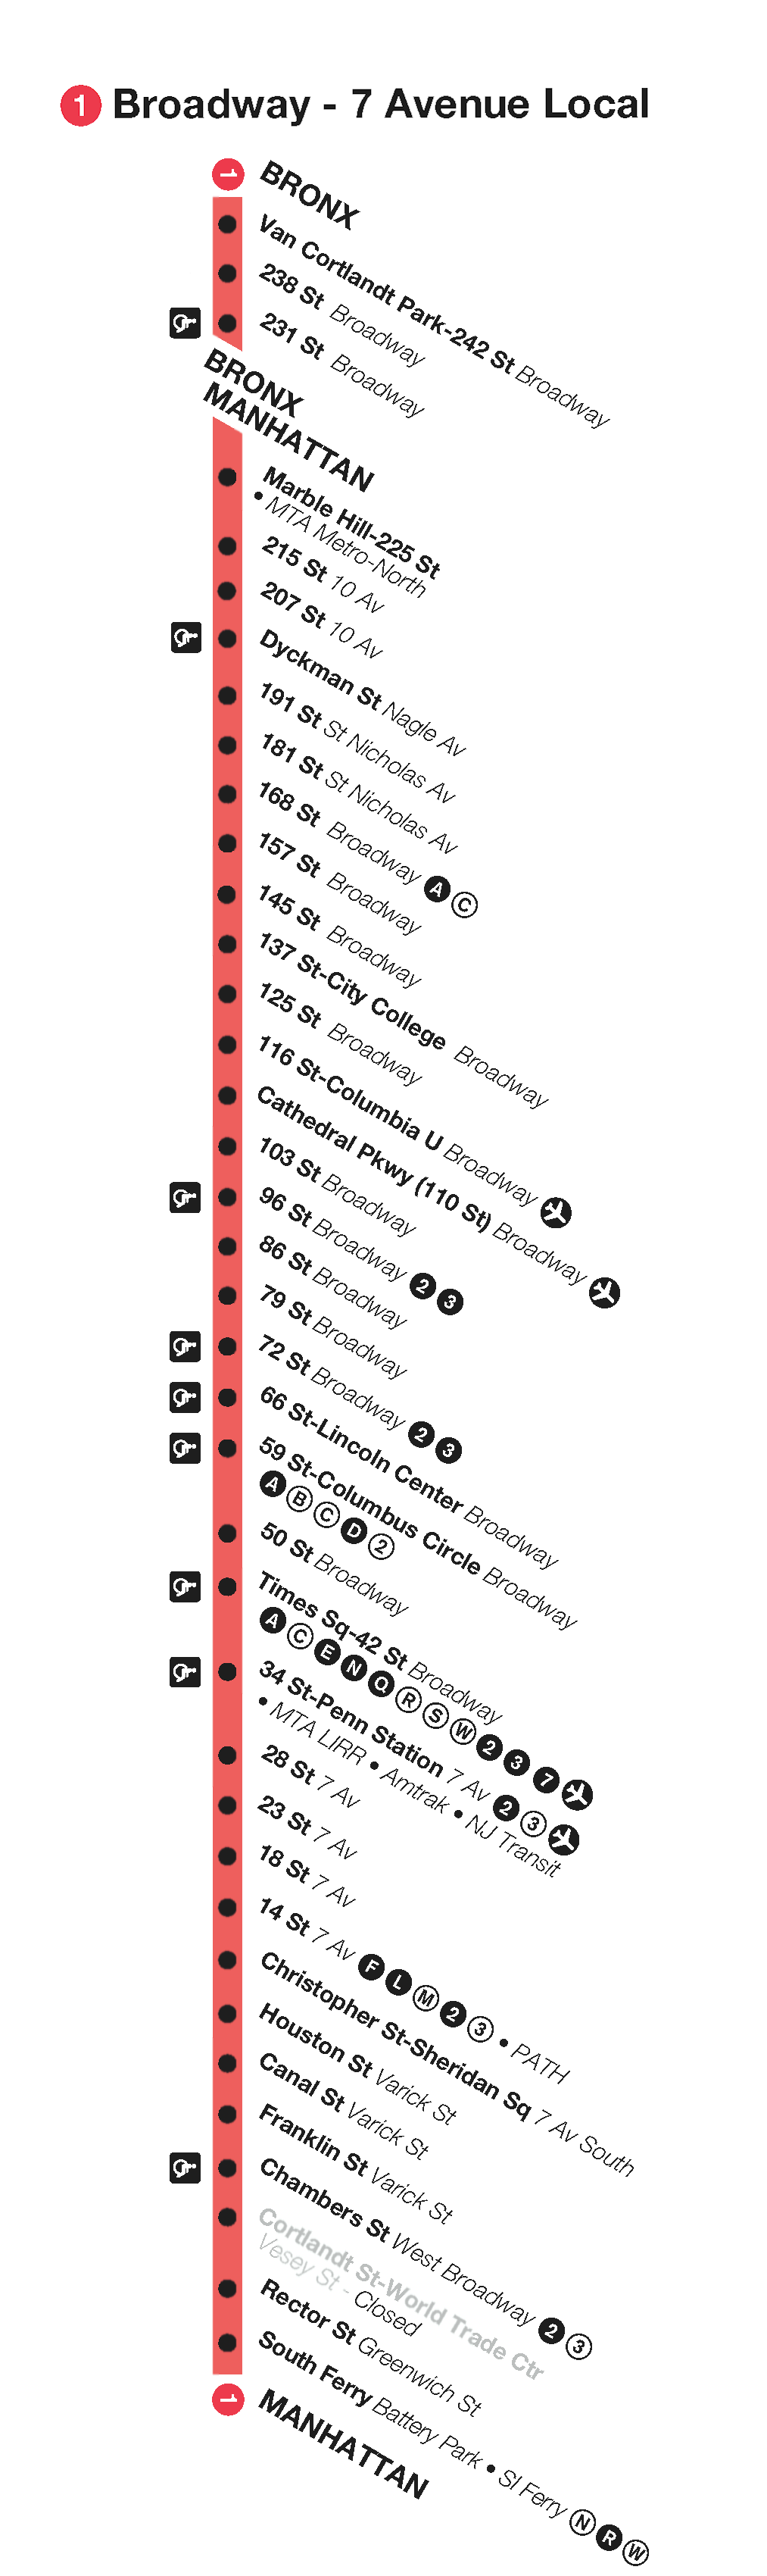 1 Broadway - 7 Avenue Local
1 BRONX
Van Cortlandt Park-242 St Broadway
238 St Broadway
231 St Broadway
BRONX
MANHATTAN
Marble Hill-225 St
• MTA Metro-North
215 St 10 Av
207 St 10 Av
Dyckman St Nagle Av
191 St St Nicholas Av
181 St St Nicholas Av
168 St Broadway A C
157 St Broadway
145 St Broadway
137 St-City College Broadway
125 St Broadway
116 St-Columbia U Broadway
Cathedral Pkwy (110 St) Broadway
103 St Broadway
96 St Broadway 2 3
86 St Broadway
79 St Broadway
72 St Broadway 2 3
66 St-Lincoln Center Broadway
59 St-Columbus Circle Broadway
A B C D 2
50 St Broadway
Times Sq-42 St Broadway
A C E N Q R S W 2 3 7
34 St-Penn Station 7 Av 2 3
• MTA LIRR • Amtrak • NJ Transit
28 St 7 Av
23 St 7 Av
18 St 7 Av
14 St 7 Av F L M 2 3 • PATH
Christopher St-Sheridan Sq 7 Av South
Houston St Varick St
Canal St Varick St
Franklin St Varick St
Chambers St West Broadway 2 3
Cortlandt St-World Trade Ctr
Vesey St - Closed
Rector St Greenwich St
South Ferry Battery Park • SI Ferry N R W
1 MANHATTAN